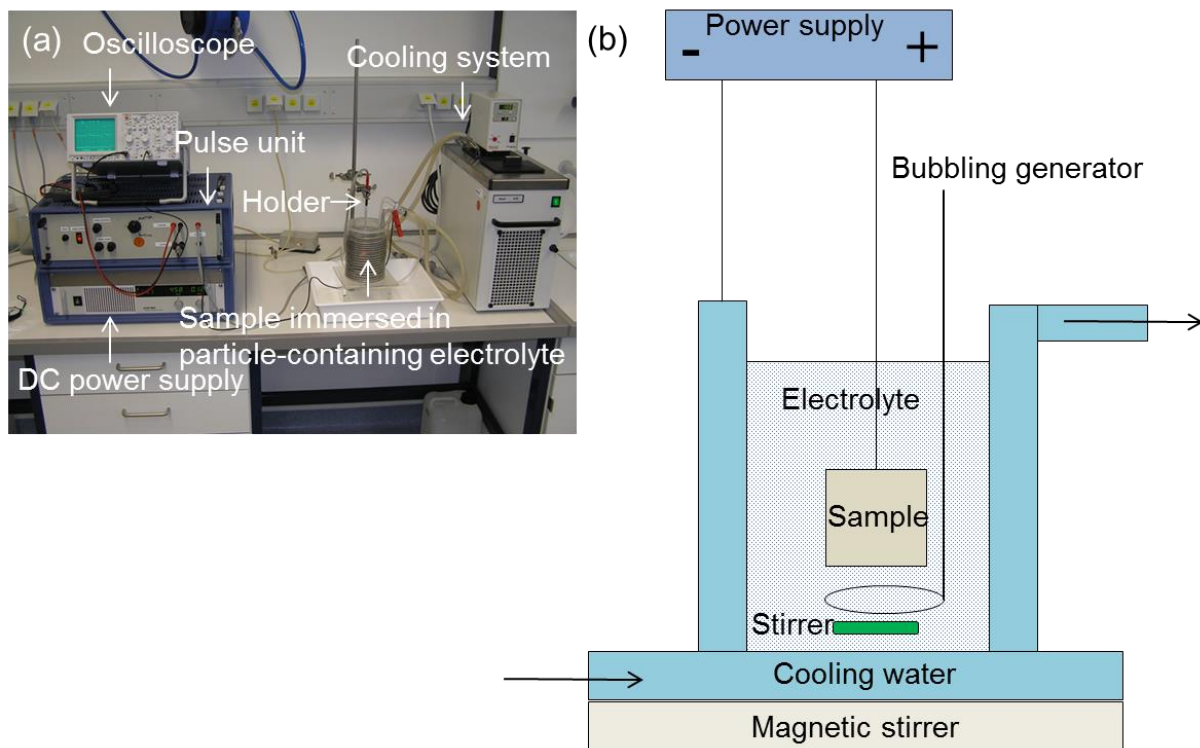 (a)
Oscilloscope
Cooling system
Pulse unit
Holder
Sample immersed in
particle-containing electrolyte
DC power supply
(b)
Power supply
- +
Bubbling generator
Electrolyte
Sample
Stirrer
Cooling water
Magnetic stirrer